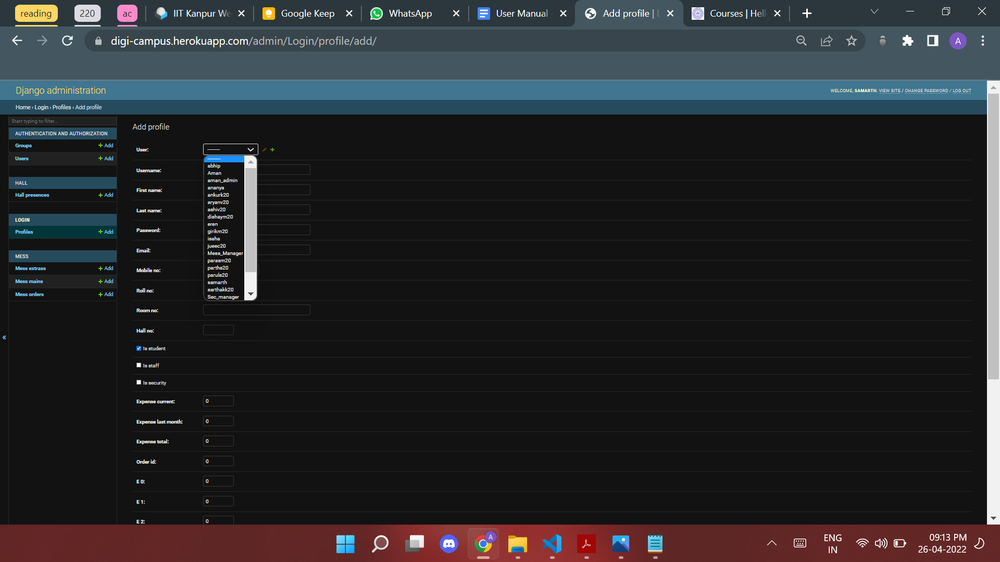 reading
220
ac
IIT Kanpur We
Google Keep
WhatsApp
User Manual -
Add profile | D
Courses | Hell
digi-campus.herokuapp.com/admin/Login/profile/add/
A
Django administration
WELCOME, SAMARTH. VIEW SITE / CHANGE PASSWORD / LOG OUT
Home › Login › Profiles › Add profile
Start typing to filter...
AUTHENTICATION AND AUTHORIZATION
Groups + Add
Users + Add
HALL
Hall presences + Add
LOGIN
Profiles + Add
MESS
Mess extrass + Add
Mess mains + Add
Mess orders + Add
«
Add profile
User: ---------
---------
abhip
Aman
aman_admin
ananya
ankurk20
aryanv20
ashiv20
dishaym20
eren
girikm20
isaha
jueec20
Mess_Manager
parasm20
parths20
paruls20
samarth
sarthakk20
Sec_manager
Username:
First name:
Last name:
Password:
Email:
Mobile no:
Roll no:
Room no:
Hall no:
Is student
Is staff
Is security
Expense current: 0
Expense last month: 0
Expense total: 0
Order id: 0
E 0: 0
E 1: 0
E 2: 0
A
ENG
IN
09:13 PM
26-04-2022